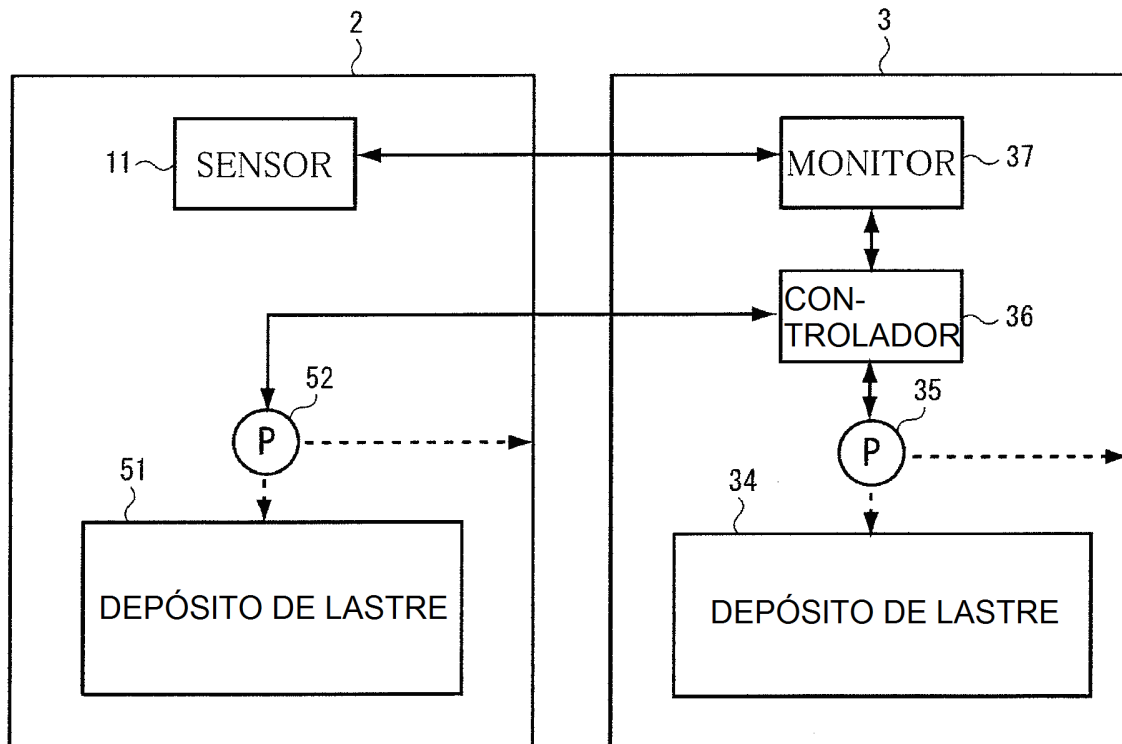 2
3
11
SENSOR
MONITOR
37
CON-
TROLADOR
36
52
P
35
P
51
34
DEPÓSITO DE LASTRE
DEPÓSITO DE LASTRE